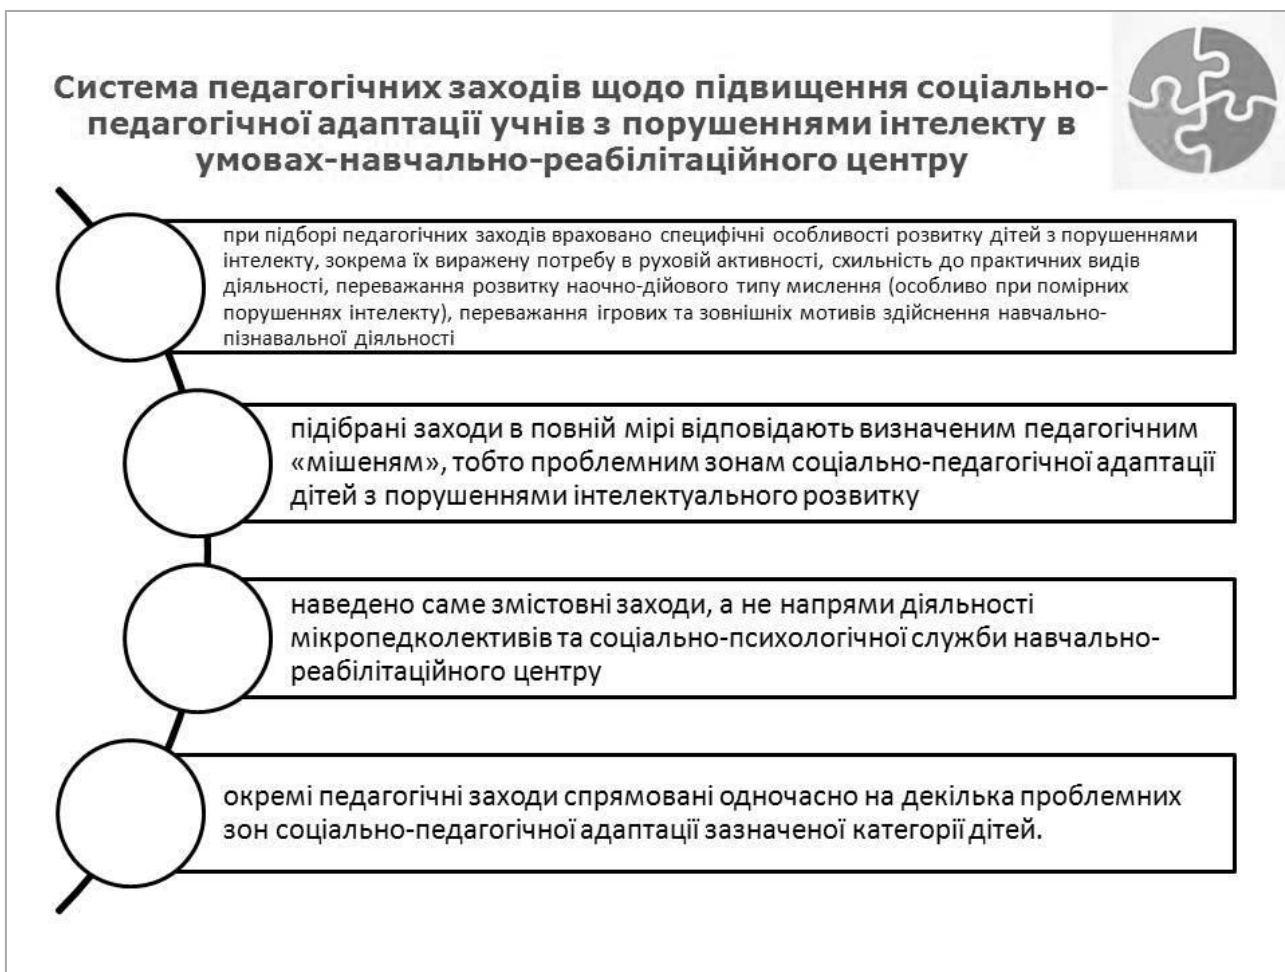 Система педагогічних заходів щодо підвищення соціально-
педагогічної адаптації учнів з порушеннями інтелекту в
умовах-навчально-реабілітаційного центру
при підборі педагогічних заходів враховано специфічні особливості розвитку дітей з порушеннями
інтелекту, зокрема їх виражену потребу в руховій активності, схильність до практичних видів
діяльності, переважання розвитку наочно-дійового типу мислення (особливо при помірних
порушеннях інтелекту), переважання ігрових та зовнішніх мотивів здійснення навчально-
пізнавальної діяльності
підібрані заходи в повній мірі відповідають визначеним педагогічним
«мішеням», тобто проблемним зонам соціально-педагогічної адаптації
дітей з порушеннями інтелектуального розвитку
наведено саме змістовні заходи, а не напрями діяльності
мікропедколективів та соціально-психологічної служби навчально-
реабілітаційного центру
окремі педагогічні заходи спрямовані одночасно на декілька проблемних
зон соціально-педагогічної адаптації зазначеної категорії дітей.